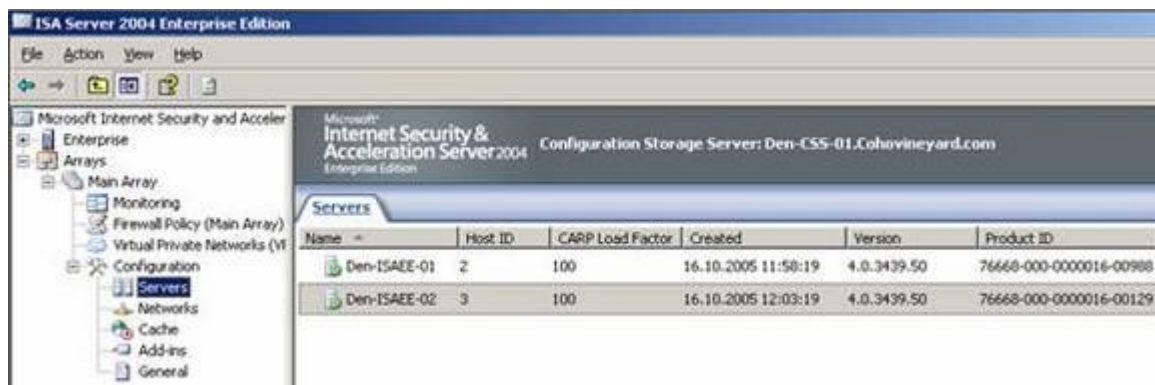 ISA Server 2004 Enterprise Edition
File Action View Help
Microsoft Internet Security and Acceler
Enterprise
Arrays
Main Array
Monitoring
Firewall Policy (Main Array)
Virtual Private Networks (VF
Configuration
Servers
Networks
Cache
Add-ins
General
Microsoft
Internet Security &
Acceleration Server 2004
Enterprise Edition
Configuration Storage Server: Den-CSS-01.Cohovineyard.com
Servers
Name Host ID CARP Load Factor Created Version Product ID
Den-ISAEE-01 2 100 16.10.2005 11:58:19 4.0.3439.50 76668-000-0000016-00988
Den-ISAEE-02 3 100 16.10.2005 12:03:19 4.0.3439.50 76668-000-0000016-00129